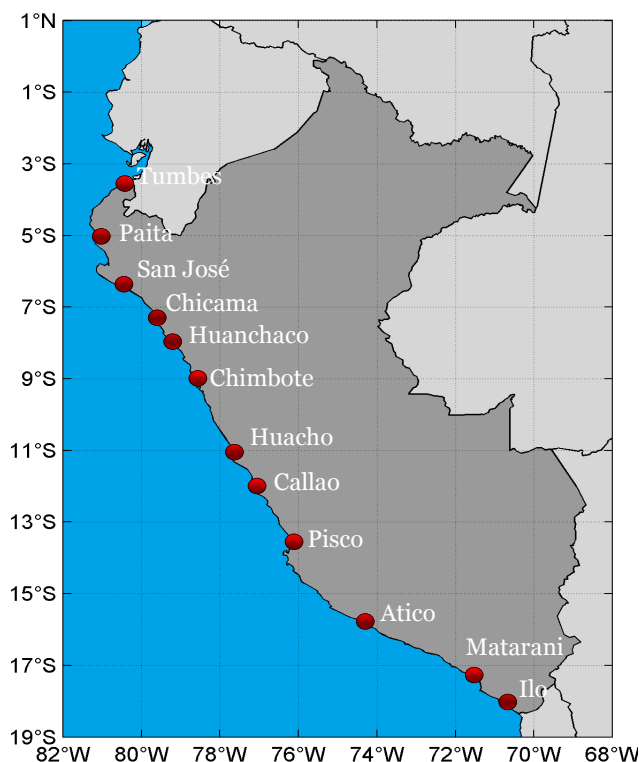 1°N
1°S
3°S
Tumbes
5°S
Paita
San José
7°S
Chicama
Huanchaco
9°S
Chimbote
11°S
Huacho
Callao
13°S
Pisco
15°S
Atico
Matarani
17°S
Ilo
19°S
82°W 80°W 78°W 76°W 74°W 72°W 70°W 68°W